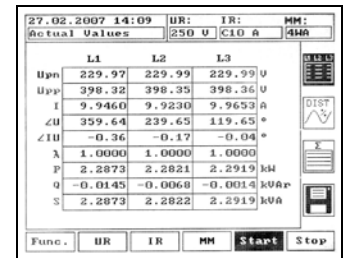 27.02.2007 14:09 UR: IR: MM:
Actual Values 250 U C10 A 4WA
L1 L2 L3
Upn 229.97 229.99 229.99 U
Upp 398.32 398.35 398.36 U
I 9.9460 9.9230 9.9653 A
∠U 359.64 239.65 119.65 °
∠IU -0.36 -0.17 -0.04 °
λ 1.0000 1.0000 1.0000
P 2.2873 2.2821 2.2919 kW
Q -0.0145 -0.0068 -0.0014 kVAr
S 2.2873 2.2822 2.2919 kVA
DIST
Σ
Func. UR IR MM Start Stop